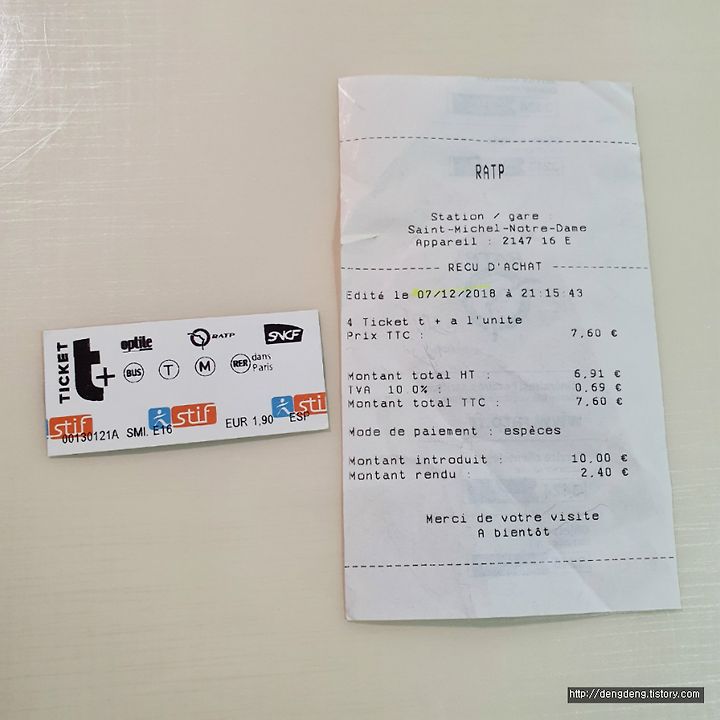 TICKET
t+
optile
RATP
SNCF
BUS
T
M
RER dans Paris
stif
stif
sti
00130121A SMI. E16
EUR 1,90
ESP
RATP
Station / gare :
Saint-Michel-Notre-Dame
Appareil : 2147 16 E
RECU D'ACHAT
Edité le 07/12/2018 à 21:15:43
4 Ticket t + a l'unite
Prix TTC : 7,60 €
Montant total HT : 6,91 €
TVA 10.0% : 0.69 €
Montant total TTC : 7,60 €
Mode de paiement : espèces
Montant introduit : 10,00 €
Montant rendu : 2,40 €
Merci de votre visite
A bientôt
http://dengdeng.tistory.com